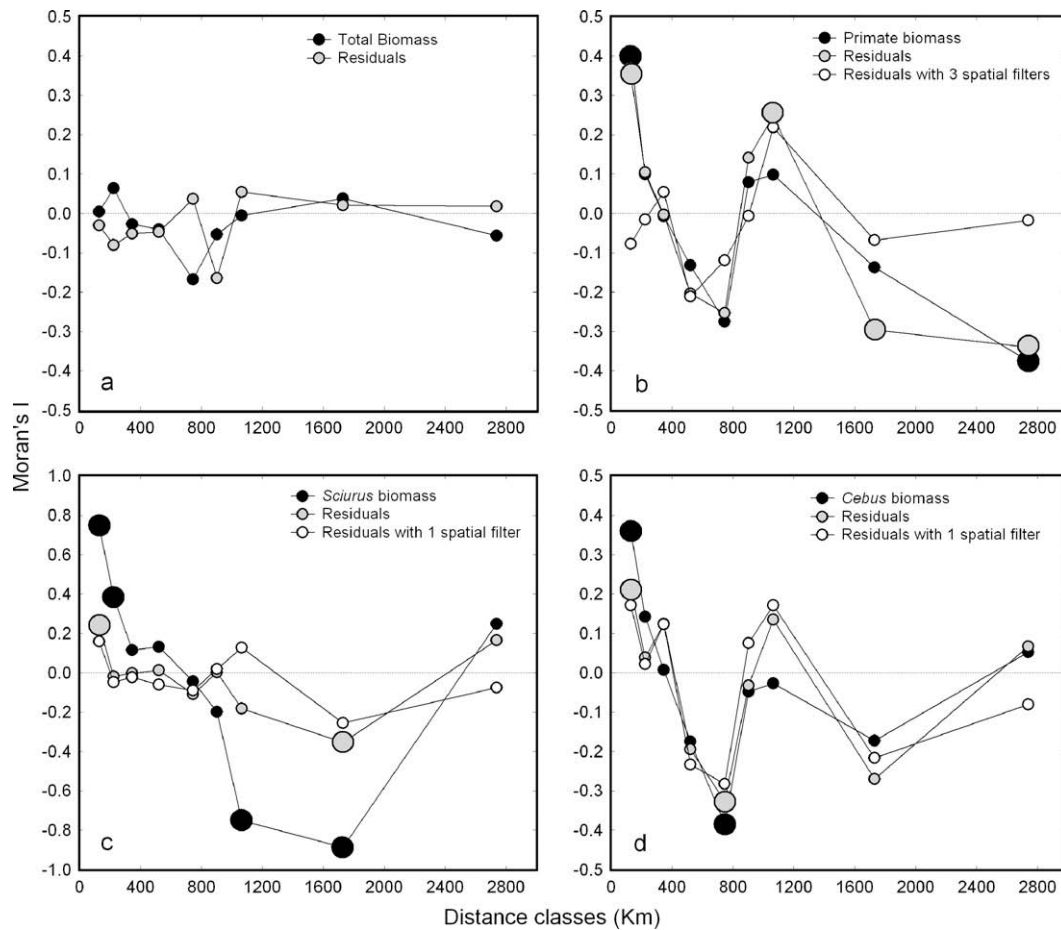 0.5
0.4
0.3
0.2
0.1
0.0
-0.1
-0.2
-0.3
-0.4
-0.5
Total Biomass
Residuals
a
0 400 800 1200 1600 2000 2400 2800
0.5
0.4
0.3
0.2
0.1
0.0
-0.1
-0.2
-0.3
-0.4
-0.5
Primate biomass
Residuals
Residuals with 3 spatial filters
b
0 400 800 1200 1600 2000 2400 2800
Moran's I
1.0
0.8
0.6
0.4
0.2
0.0
-0.2
-0.4
-0.6
-0.8
-1.0
Sciurus biomass
Residuals
Residuals with 1 spatial filter
c
0 400 800 1200 1600 2000 2400 2800
0.5
0.4
0.3
0.2
0.1
0.0
-0.1
-0.2
-0.3
-0.4
-0.5
Cebus biomass
Residuals
Residuals with 1 spatial filter
d
0 400 800 1200 1600 2000 2400 2800
Distance classes (Km)